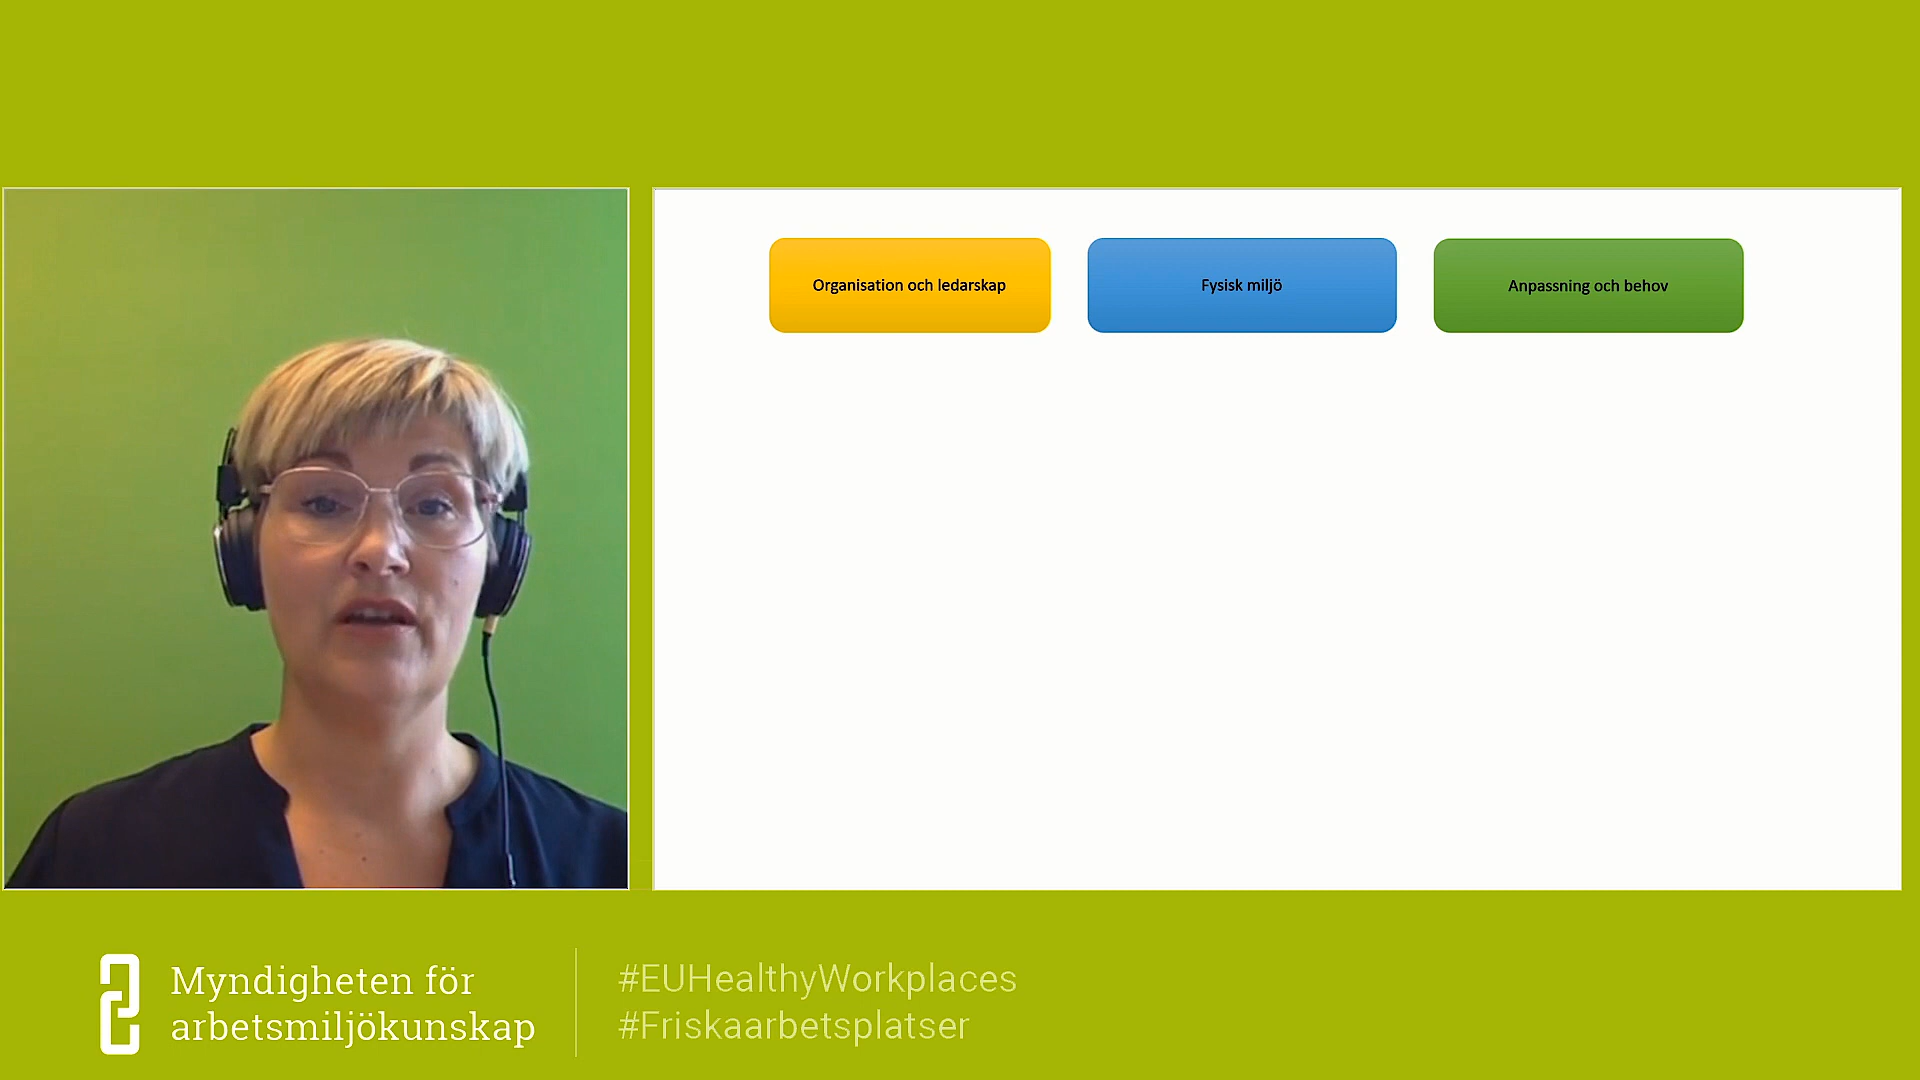 Organisation och ledarskap
Fysisk miljö
Anpassning och behov
Myndigheten för
arbetsmiljökunskap
#EUHealthyWorkplaces
#Friskaarbetsplatser